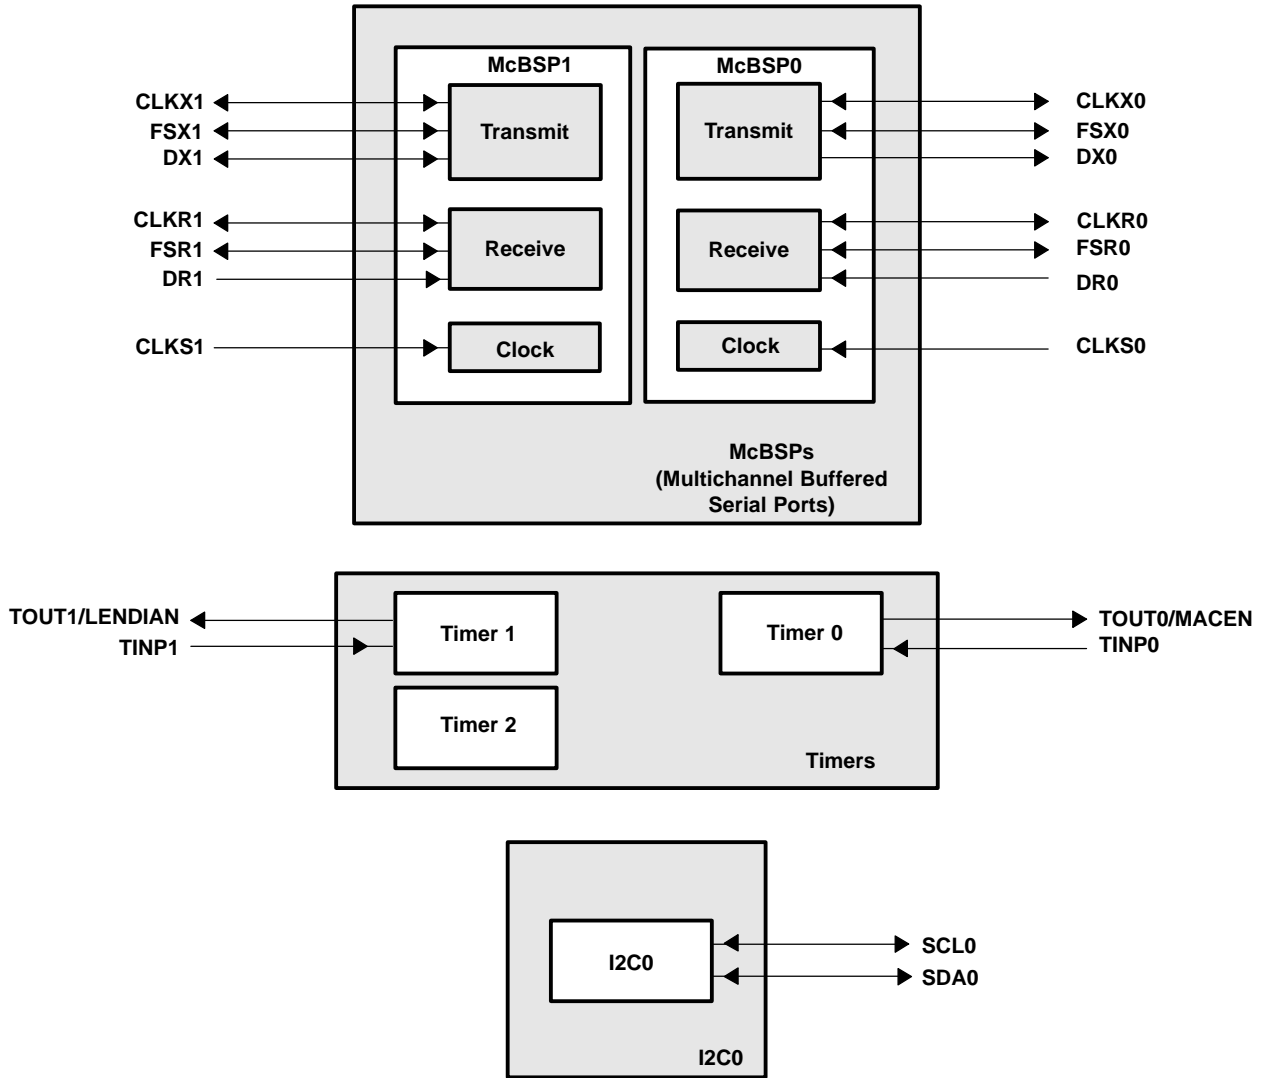 McBSP1
McBSP0
CLKX1
FSX1
DX1
Transmit
Transmit
CLKX0
FSX0
DX0
CLKR1
FSR1
DR1
Receive
Receive
CLKR0
FSR0
DR0
CLKS1
Clock
Clock
CLKS0
McBSPs
(Multichannel Buffered
Serial Ports)
TOUT1/LENDIAN
TINP1
Timer 1
Timer 0
TOUT0/MACEN
TINP0
Timer 2
Timers
I2C0
SCL0
SDA0
I2C0